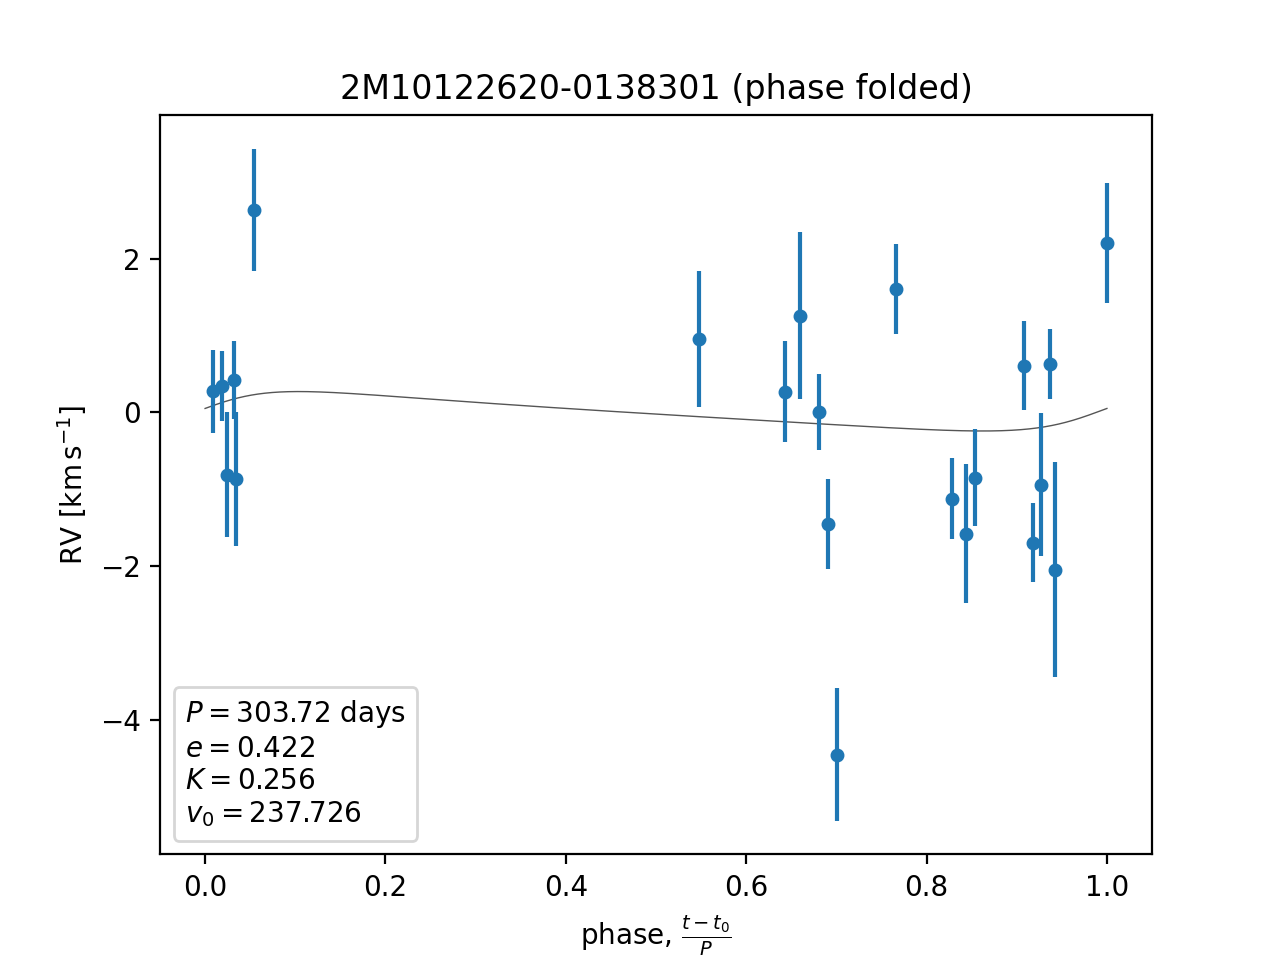 2M10122620-0138301 (phase folded)
RV [km s⁻¹]
2
0
−2
−4
P = 303.72 days
e = 0.422
K = 0.256
v₀ = 237.726
0.0 0.2 0.4 0.6 0.8 1.0
phase, (t − t₀)/P